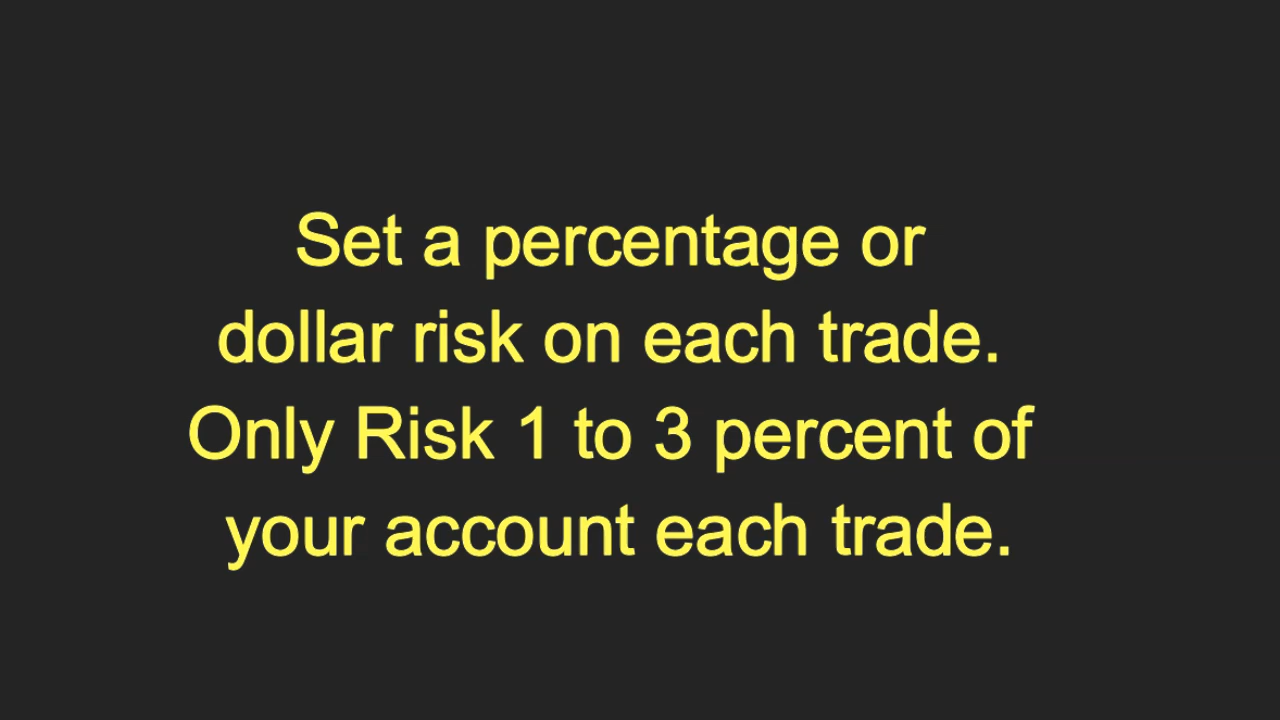 Set a percentage or
dollar risk on each trade.
Only Risk 1 to 3 percent of
your account each trade.